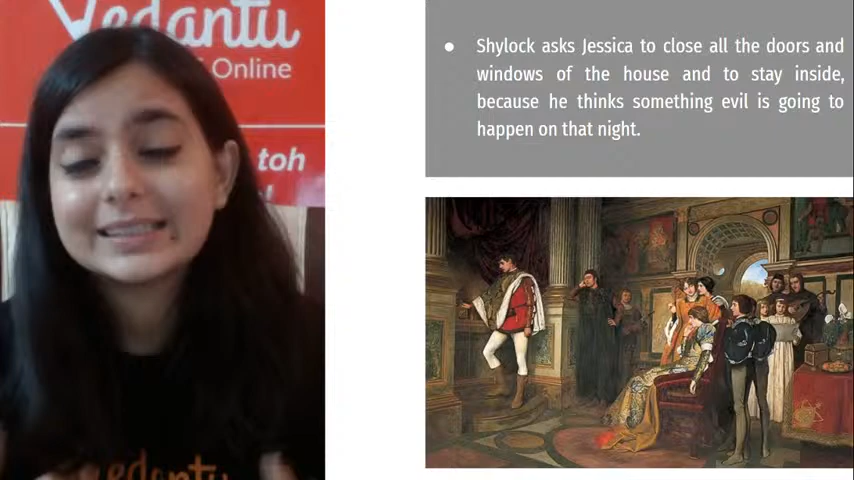 Vedantu
Online
toh
● Shylock asks Jessica to close all the doors and
windows of the house and to stay inside,
because he thinks something evil is going to
happen on that night.
vedantu